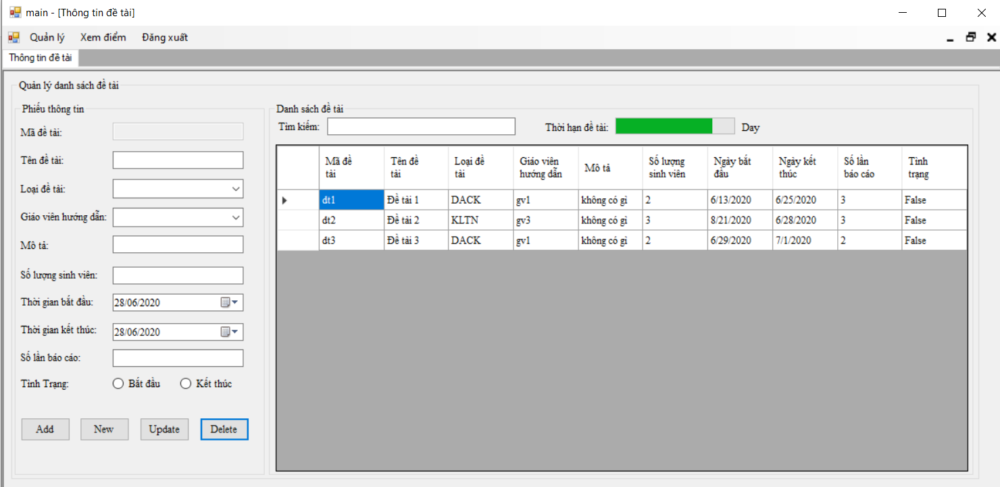 main - [Thông tin đề tài]
Quản lý Xem điểm Đăng xuất
Thông tin đề tài
Quản lý danh sách đề tài
Phiếu thông tin
Mã đề tài:
Tên đề tài:
Loại đề tài:
Giáo viên hướng dẫn:
Mô tả:
Số lượng sinh viên:
Thời gian bắt đầu: 28/06/2020
Thời gian kết thúc: 28/06/2020
Số lần báo cáo:
Tình Trạng: Bắt đầu Kết thúc
Add New Update Delete
Danh sách đề tài
Tìm kiếm: Thời hạn đề tài: Day
Mã đề tài Tên đề tài Loại đề tài Giáo viên hướng dẫn Mô tả Số lượng sinh viên Ngày bắt đầu Ngày kết thúc Số lần báo cáo Tình trạng
dt1 Đề tài 1 DACK gv1 không có gì 2 6/13/2020 6/25/2020 3 False
dt2 Đề tài 2 KLTN gv3 không có gì 3 8/21/2020 6/28/2020 3 False
dt3 Đề tài 3 DACK gv1 không có gì 2 6/29/2020 7/1/2020 2 False